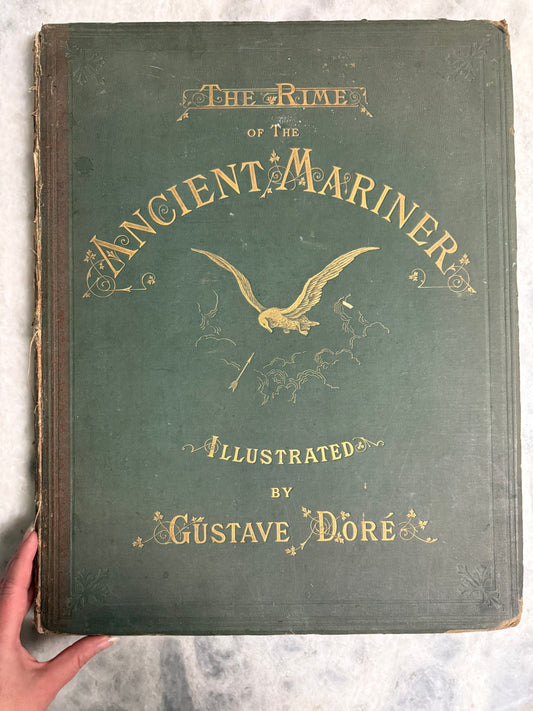 THE RIME
OF THE
ANCIENT MARINER
ILLUSTRATED
BY
GUSTAVE DORÉ